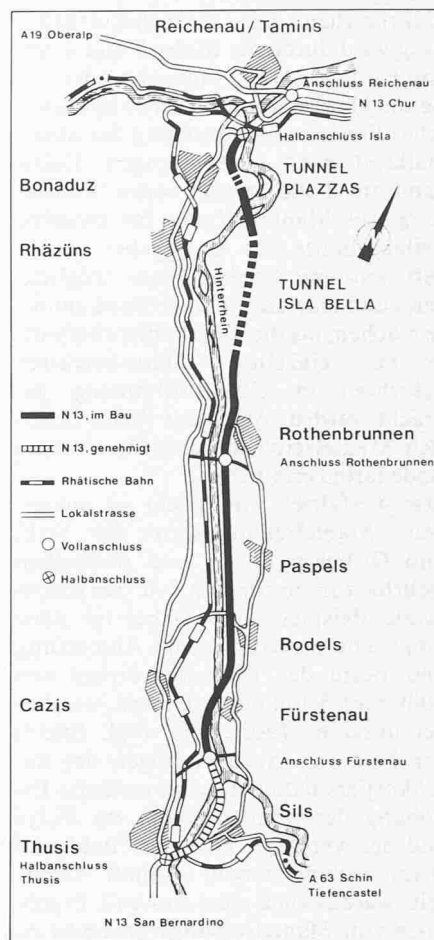 Reichenau / Tamins
A19 Oberalp
Anschluss Reichenau
N 13 Chur
Halbanschluss Isla
TUNNEL
PLAZZAS
Bonaduz
Rhäzüns
Hinterrhein
TUNNEL
ISLA BELLA
N 13, im Bau
N 13, genehmigt
Rhätische Bahn
Lokalstrasse
Vollanschluss
Halbanschluss
Rothenbrunnen
Anschluss Rothenbrunnen
Paspels
Rodels
Cazis
Fürstenau
Anschluss Fürstenau
Sils
Thusis
Halbanschluss
Thusis
A 63 Schin
Tiefencastel
N 13 San Bernardino